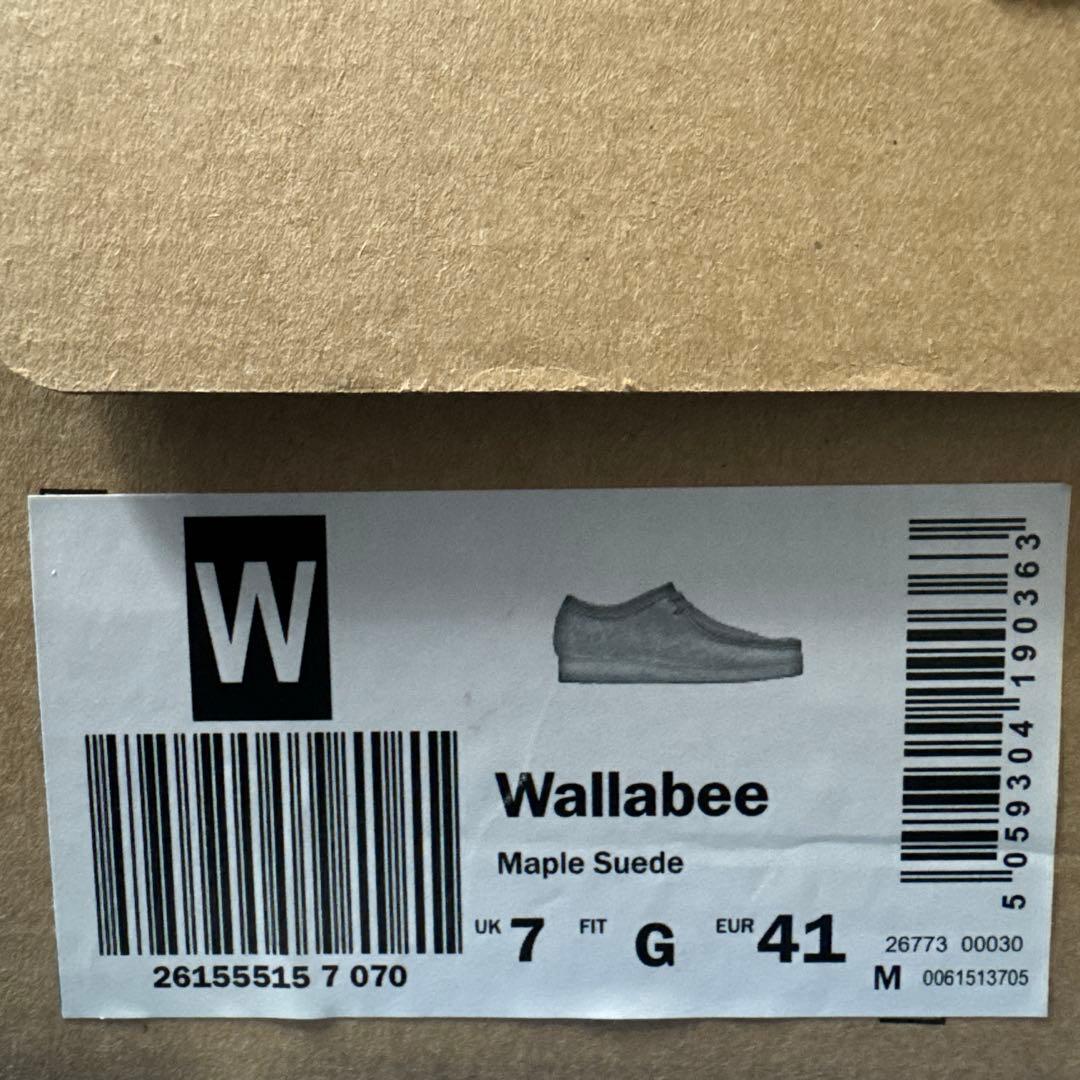 W
Wallabee
Maple Suede
UK 7 FIT G EUR 41
26155515 7 070
5 059304 190363
26773 00030
M 0061513705